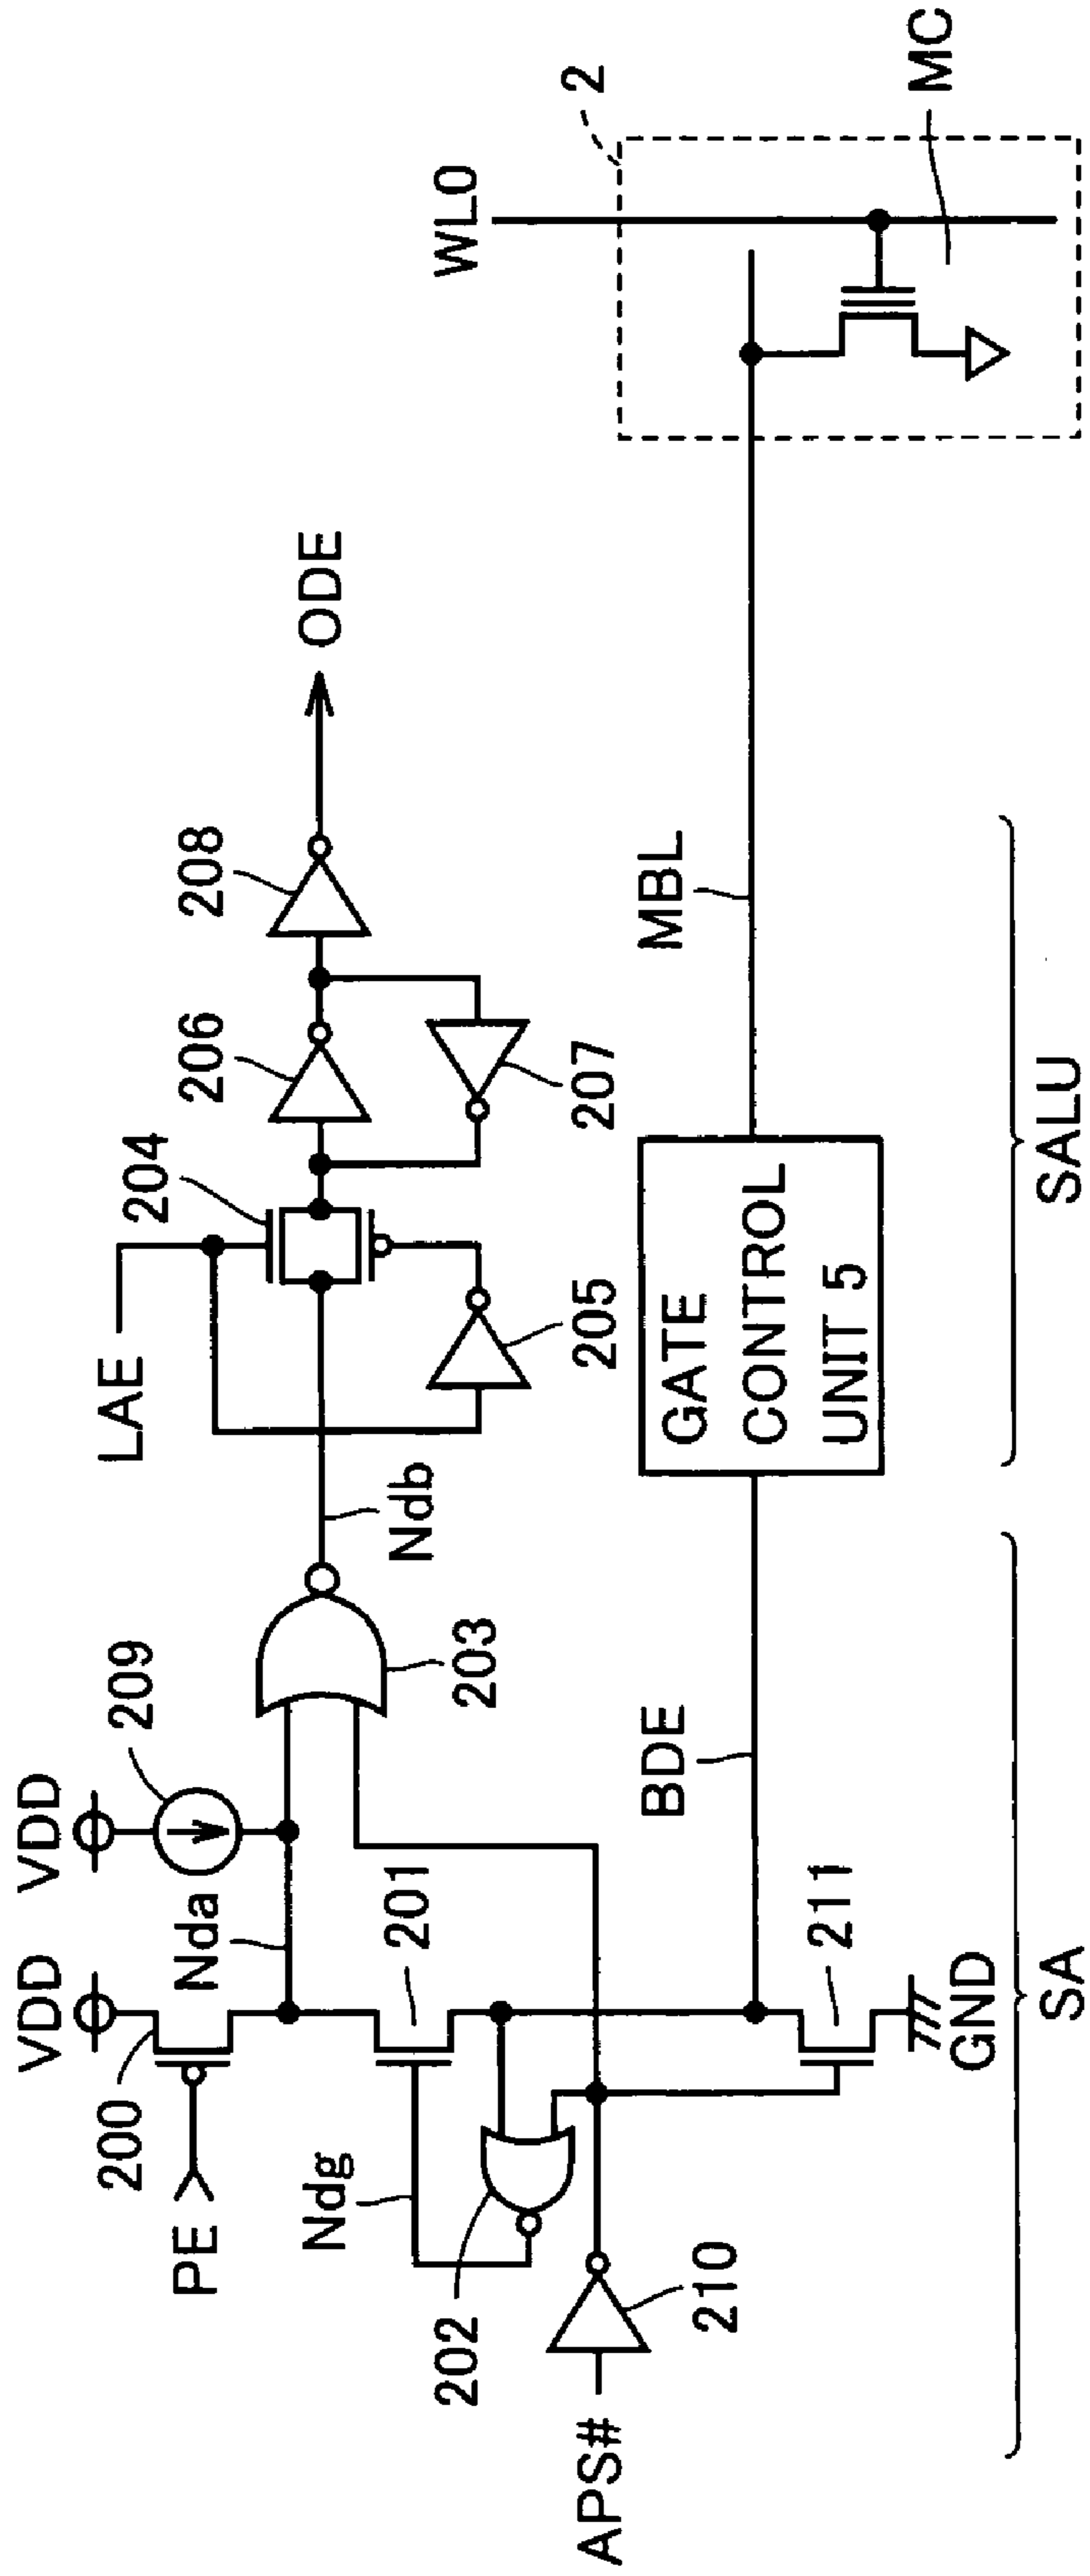 VDD
VDD
209
200
Nda
PE
203
Ndb
LAE
204
206
208
ODE
205
207
Ndg
201
202
210
APS#
BDE
211
GND
GATE
CONTROL
UNIT 5
MBL
WL0
2
MC
SA
SALU